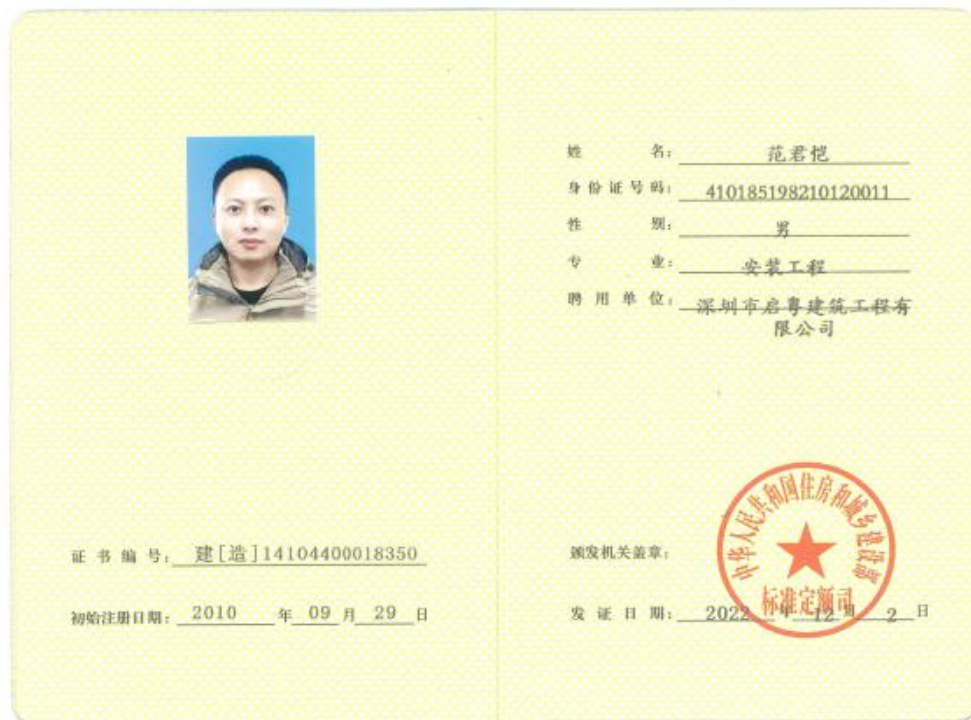 姓 名: 范君恺
身份证号码: 410185198210120011
性 别: 男
专 业: 安装工程
聘用单位: 深圳市启粤建筑工程有
限公司
证书编号: 建[造]14104400018350
初始注册日期: 2010 年 09 月 29 日
颁发机关盖章:
中华人民共和国住房和城乡建设部
标准定额司
发证日期: 2022 年 12 月 2 日